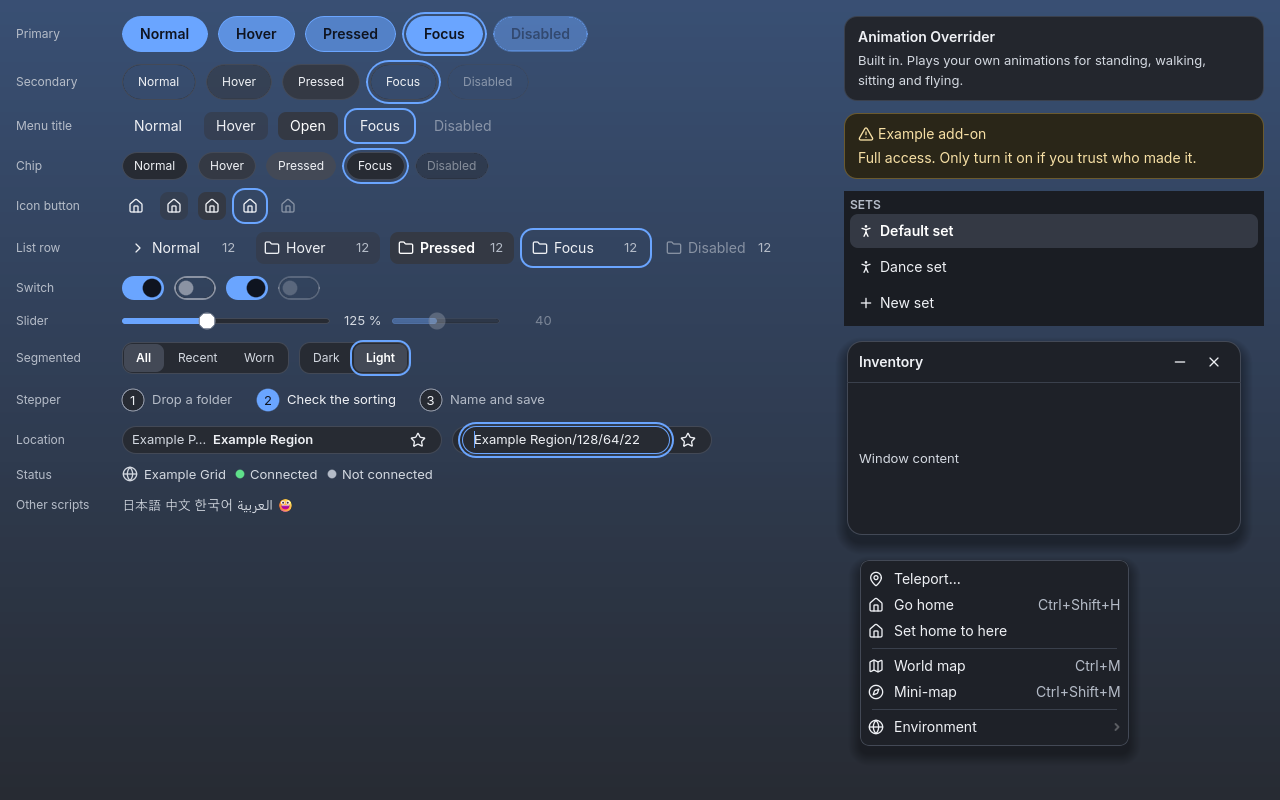 Primary Normal Hover Pressed Focus Disabled
Secondary Normal Hover Pressed Focus Disabled
Menu title Normal Hover Open Focus Disabled
Chip Normal Hover Pressed Focus Disabled
Icon button
List row Normal 12 Hover 12 Pressed 12 Focus 12 Disabled 12
Switch
Slider 125 % 40
Segmented All Recent Worn Dark Light
Stepper 1 Drop a folder 2 Check the sorting 3 Name and save
Location Example P... Example Region Example Region/128/64/22
Status Example Grid Connected Not connected
Other scripts 日本語 中文 한국어 العربية 😀
Animation Overrider
Built in. Plays your own animations for standing, walking,
sitting and flying.
Example add-on
Full access. Only turn it on if you trust who made it.
SETS
Default set
Dance set
New set
Inventory
Window content
Teleport...
Go home Ctrl+Shift+H
Set home to here
World map Ctrl+M
Mini-map Ctrl+Shift+M
Environment